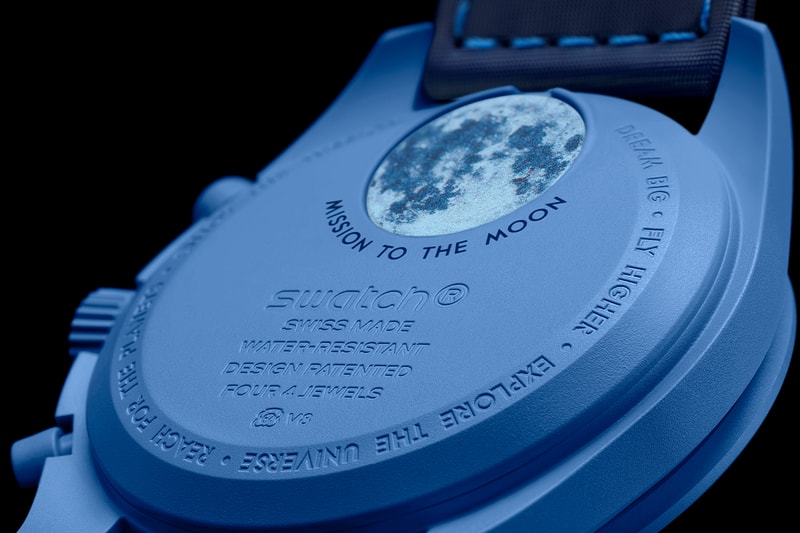 MISSION TO THE MOON
swatch®
SWISS MADE
WATER-RESISTANT
DESIGN PATENTED
FOUR 4 JEWELS
V8
DREAM BIG • FLY HIGHER • EXPLORE THE UNIVERSE • REACH FOR THE PLANETS